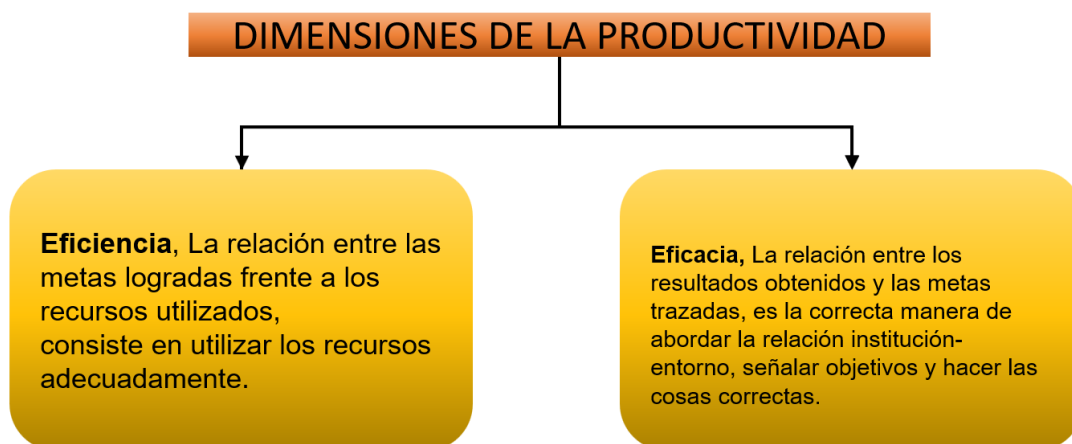 DIMENSIONES DE LA PRODUCTIVIDAD
Eficiencia, La relación entre las
metas logradas frente a los
recursos utilizados,
consiste en utilizar los recursos
adecuadamente.
Eficacia, La relación entre los
resultados obtenidos y las metas
trazadas, es la correcta manera de
abordar la relación institución-
entorno, señalar objetivos y hacer las
cosas correctas.